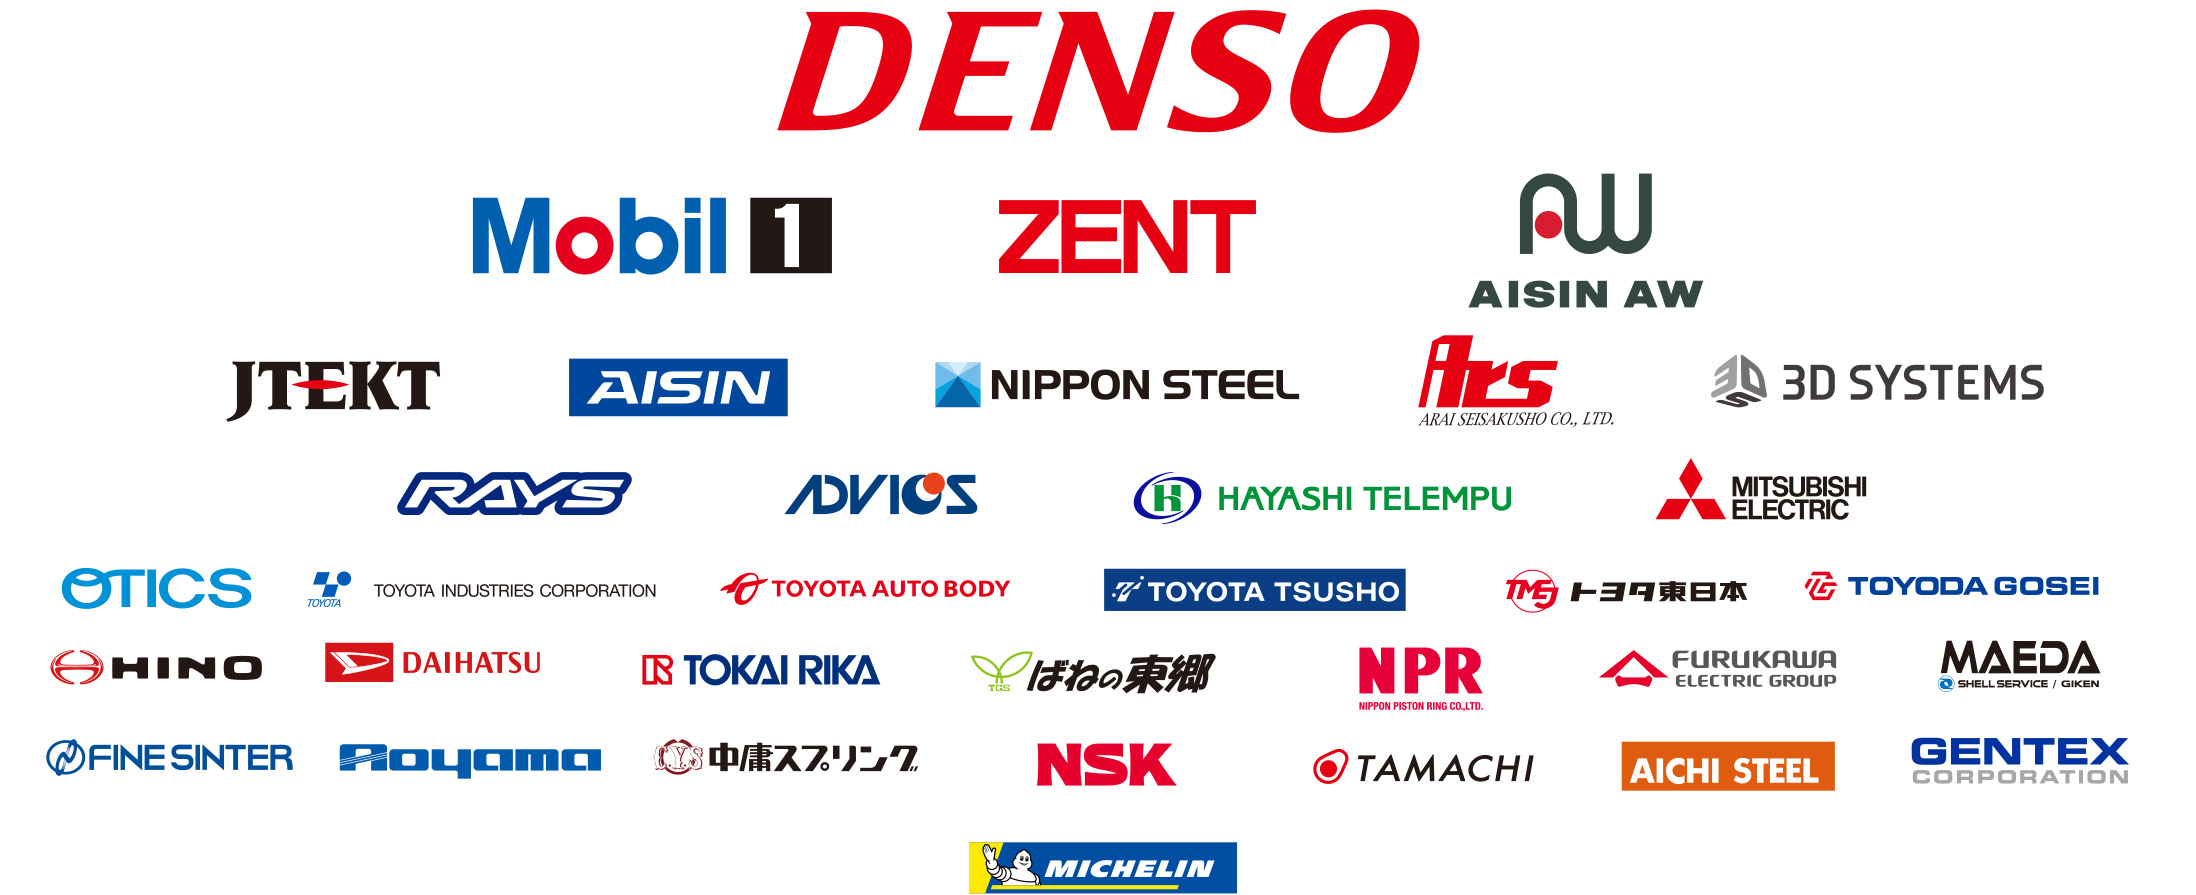 DENSO
Mobil 1
ZENT
AISIN AW
JTEKT
AISIN
NIPPON STEEL
Ars
ARAI SEISAKUSHO CO., LTD.
3D SYSTEMS
RAYS
ADVICS
H HAYASHI TELEMPU
MITSUBISHI
ELECTRIC
OTICS
TOYOTA
TOYOTA INDUSTRIES CORPORATION
TOYOTA AUTO BODY
TOYOTA TSUSHO
TMEJ トヨタ東日本
TG TOYODA GOSEI
HINO
DAIHATSU
R TOKAI RIKA
TGS
ばねの東郷
NPR
NIPPON PISTON RING CO.,LTD.
FURUKAWA
ELECTRIC GROUP
MAEDA
SHELL SERVICE / GIKEN
FINE SINTER
Aoyama
C.Y.S 中庸スプリング
NSK
TAMACHI
AICHI STEEL
GENTEX
CORPORATION
MICHELIN